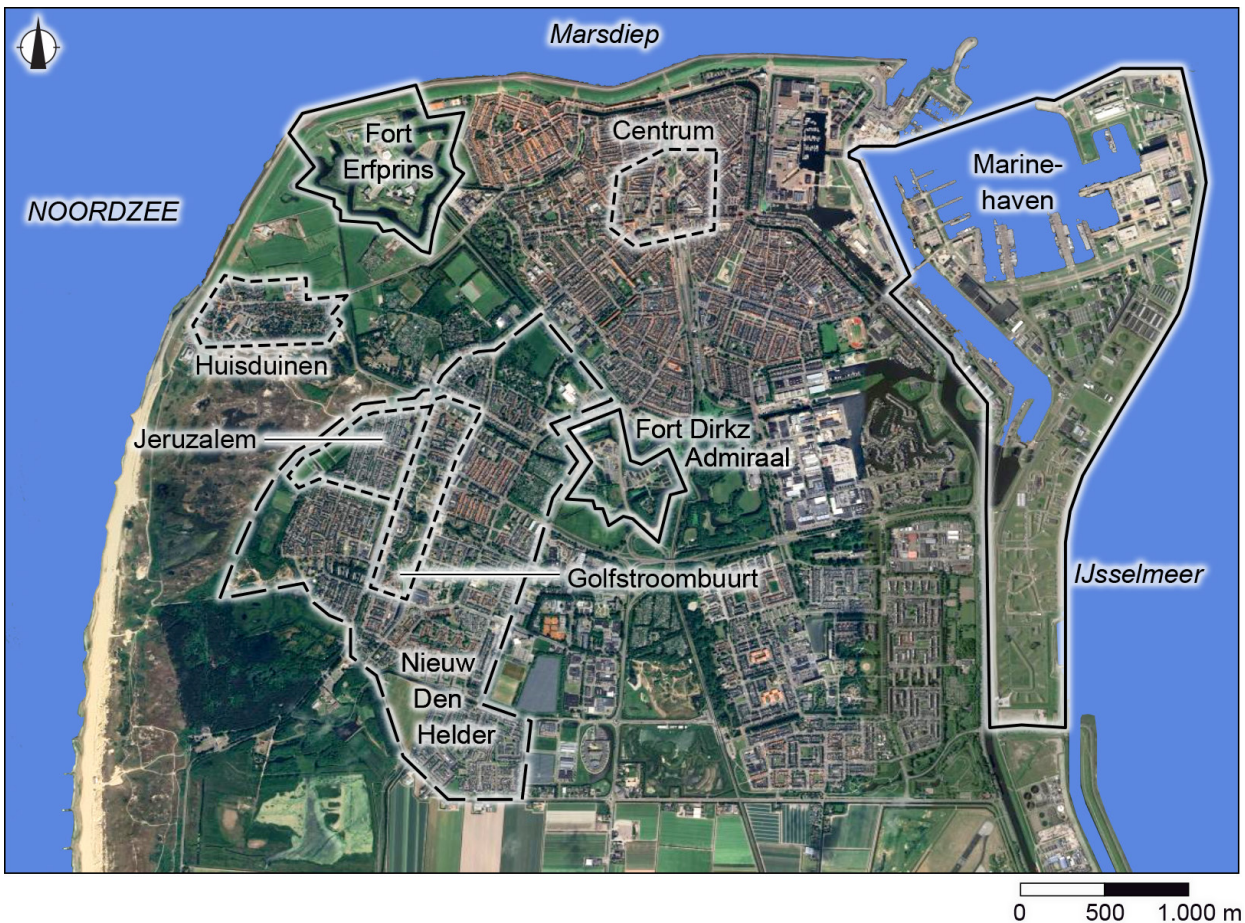 Marsdiep
Fort
Erfprins
Centrum
Marine-
haven
NOORDZEE
Huisduinen
Jeruzalem
Fort Dirkz
Admiraal
Golfstroombuurt
IJsselmeer
Nieuw
Den
Helder
0 500 1.000 m